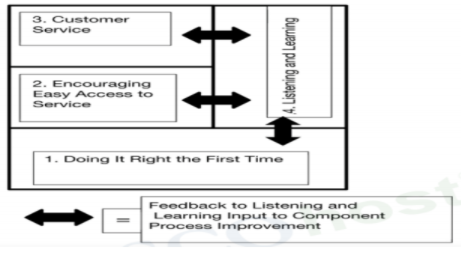 3. Customer
Service
2. Encouraging
Easy Access to
Service
4. Listening and Learning
1. Doing It Right the First Time
=
Feedback to Listening and
Learning Input to Component
Process Improvement